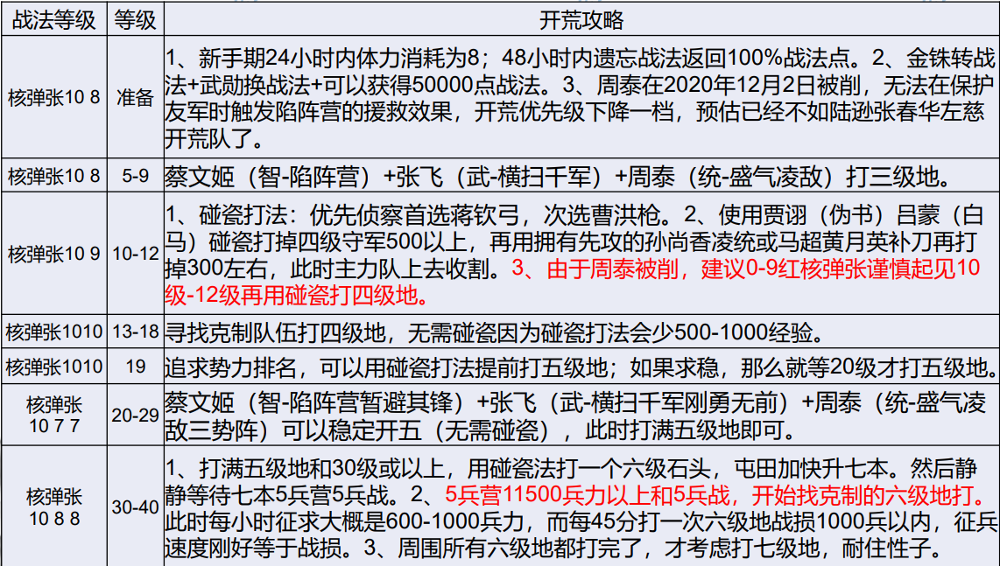 战法等级 等级 开荒攻略
核弹张10 8 准备
1、新手期24小时内体力消耗为8；48小时内遗忘战法返回100%战法点。2、金铢转战
法+武勋换战法+可以获得50000点战法。3、周泰在2020年12月2日被削，无法在保护
友军时触发陷阵营的援救效果，开荒优先级下降一档，预估已经不如陆逊张春华左慈
开荒队了。
核弹张10 8 5-9 蔡文姬（智-陷阵营）+张飞（武-横扫千军）+周泰（统-盛气凌敌）打三级地。
核弹张10 9 10-12
1、碰瓷打法：优先侦察首选蒋钦弓，次选曹洪枪。2、使用贾诩（伪书）吕蒙（白
马）碰瓷打掉四级守军500以上，再用拥有先攻的孙尚香凌统或马超黄月英补刀再打
掉300左右，此时主力队上去收割。3、由于周泰被削，建议0-9红核弹张谨慎起见10
级-12级再用碰瓷打四级地。
核弹张1010 13-18 寻找克制队伍打四级地，无需碰瓷因为碰瓷打法会少500-1000经验。
核弹张1010 19 追求势力排名，可以用碰瓷打法提前打五级地；如果求稳，那么就等20级才打五级地。
核弹张
10 7 7
20-29
蔡文姬（智-陷阵营暂避其锋）+张飞（武-横扫千军刚勇无前）+周泰（统-盛气凌
敌三势阵）可以稳定开五（无需碰瓷），此时打满五级地即可。
核弹张
10 8 8
30-40
1、打满五级地和30级或以上，用碰瓷法打一个六级石头，屯田加快升七本。然后静
静等待七本5兵营5兵战。2、5兵营11500兵力以上和5兵战，开始找克制的六级地打。
此时每小时征求大概是600-1000兵力，而每45分打一次六级地战损1000兵以内，征兵
速度刚好等于战损。3、周围所有六级地都打完了，才考虑打七级地，耐住性子。